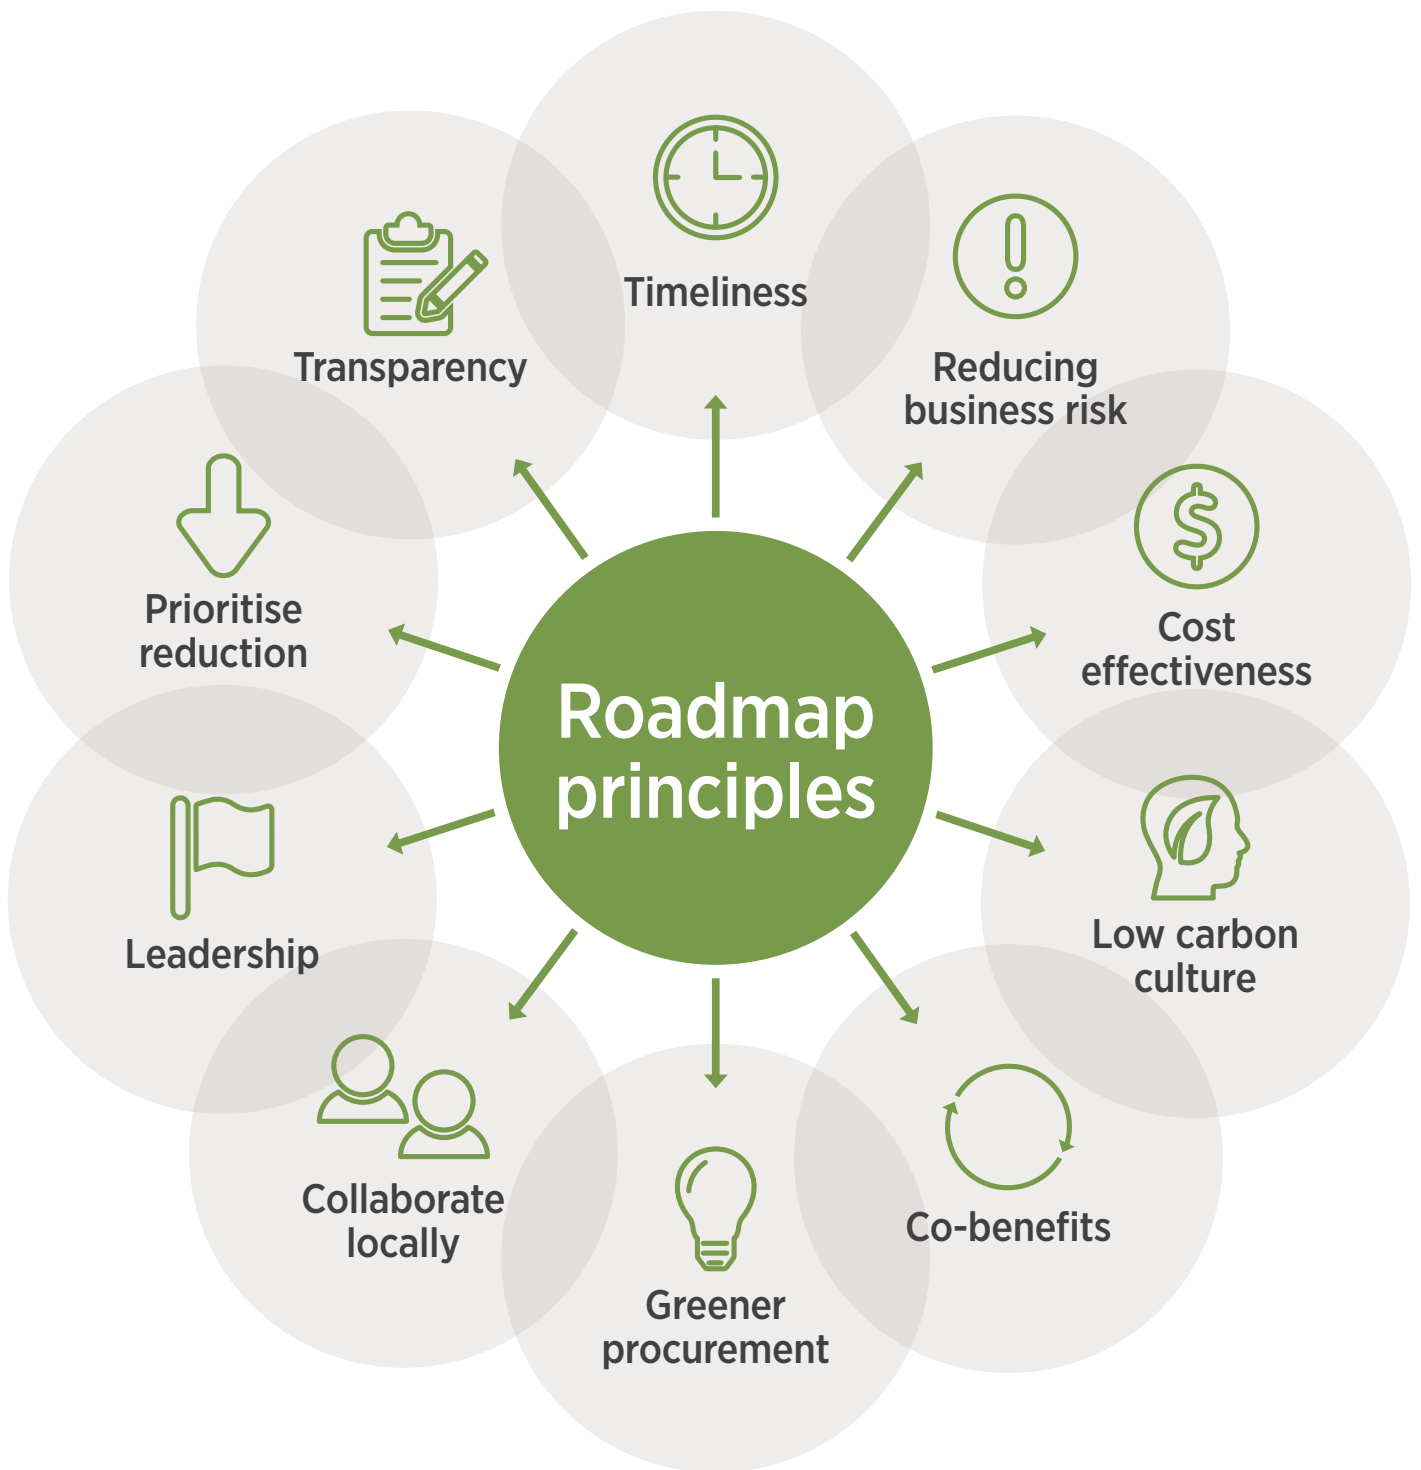 Timeliness
Reducing
business risk
Cost
effectiveness
Low carbon
culture
Co-benefits
Greener
procurement
Collaborate
locally
Leadership
Prioritise
reduction
Transparency
Roadmap
principles